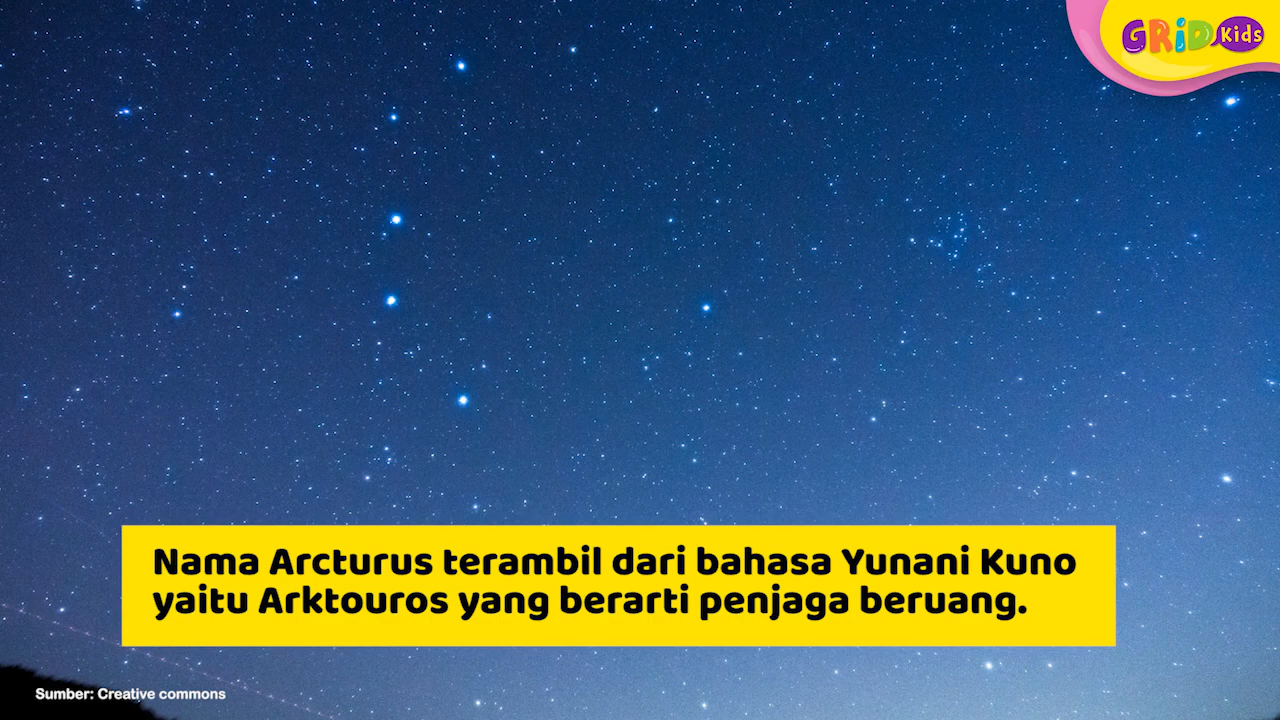 GRID Kids
Nama Arcturus terambil dari bahasa Yunani Kuno
yaitu Arktouros yang berarti penjaga beruang.
Sumber: Creative commons